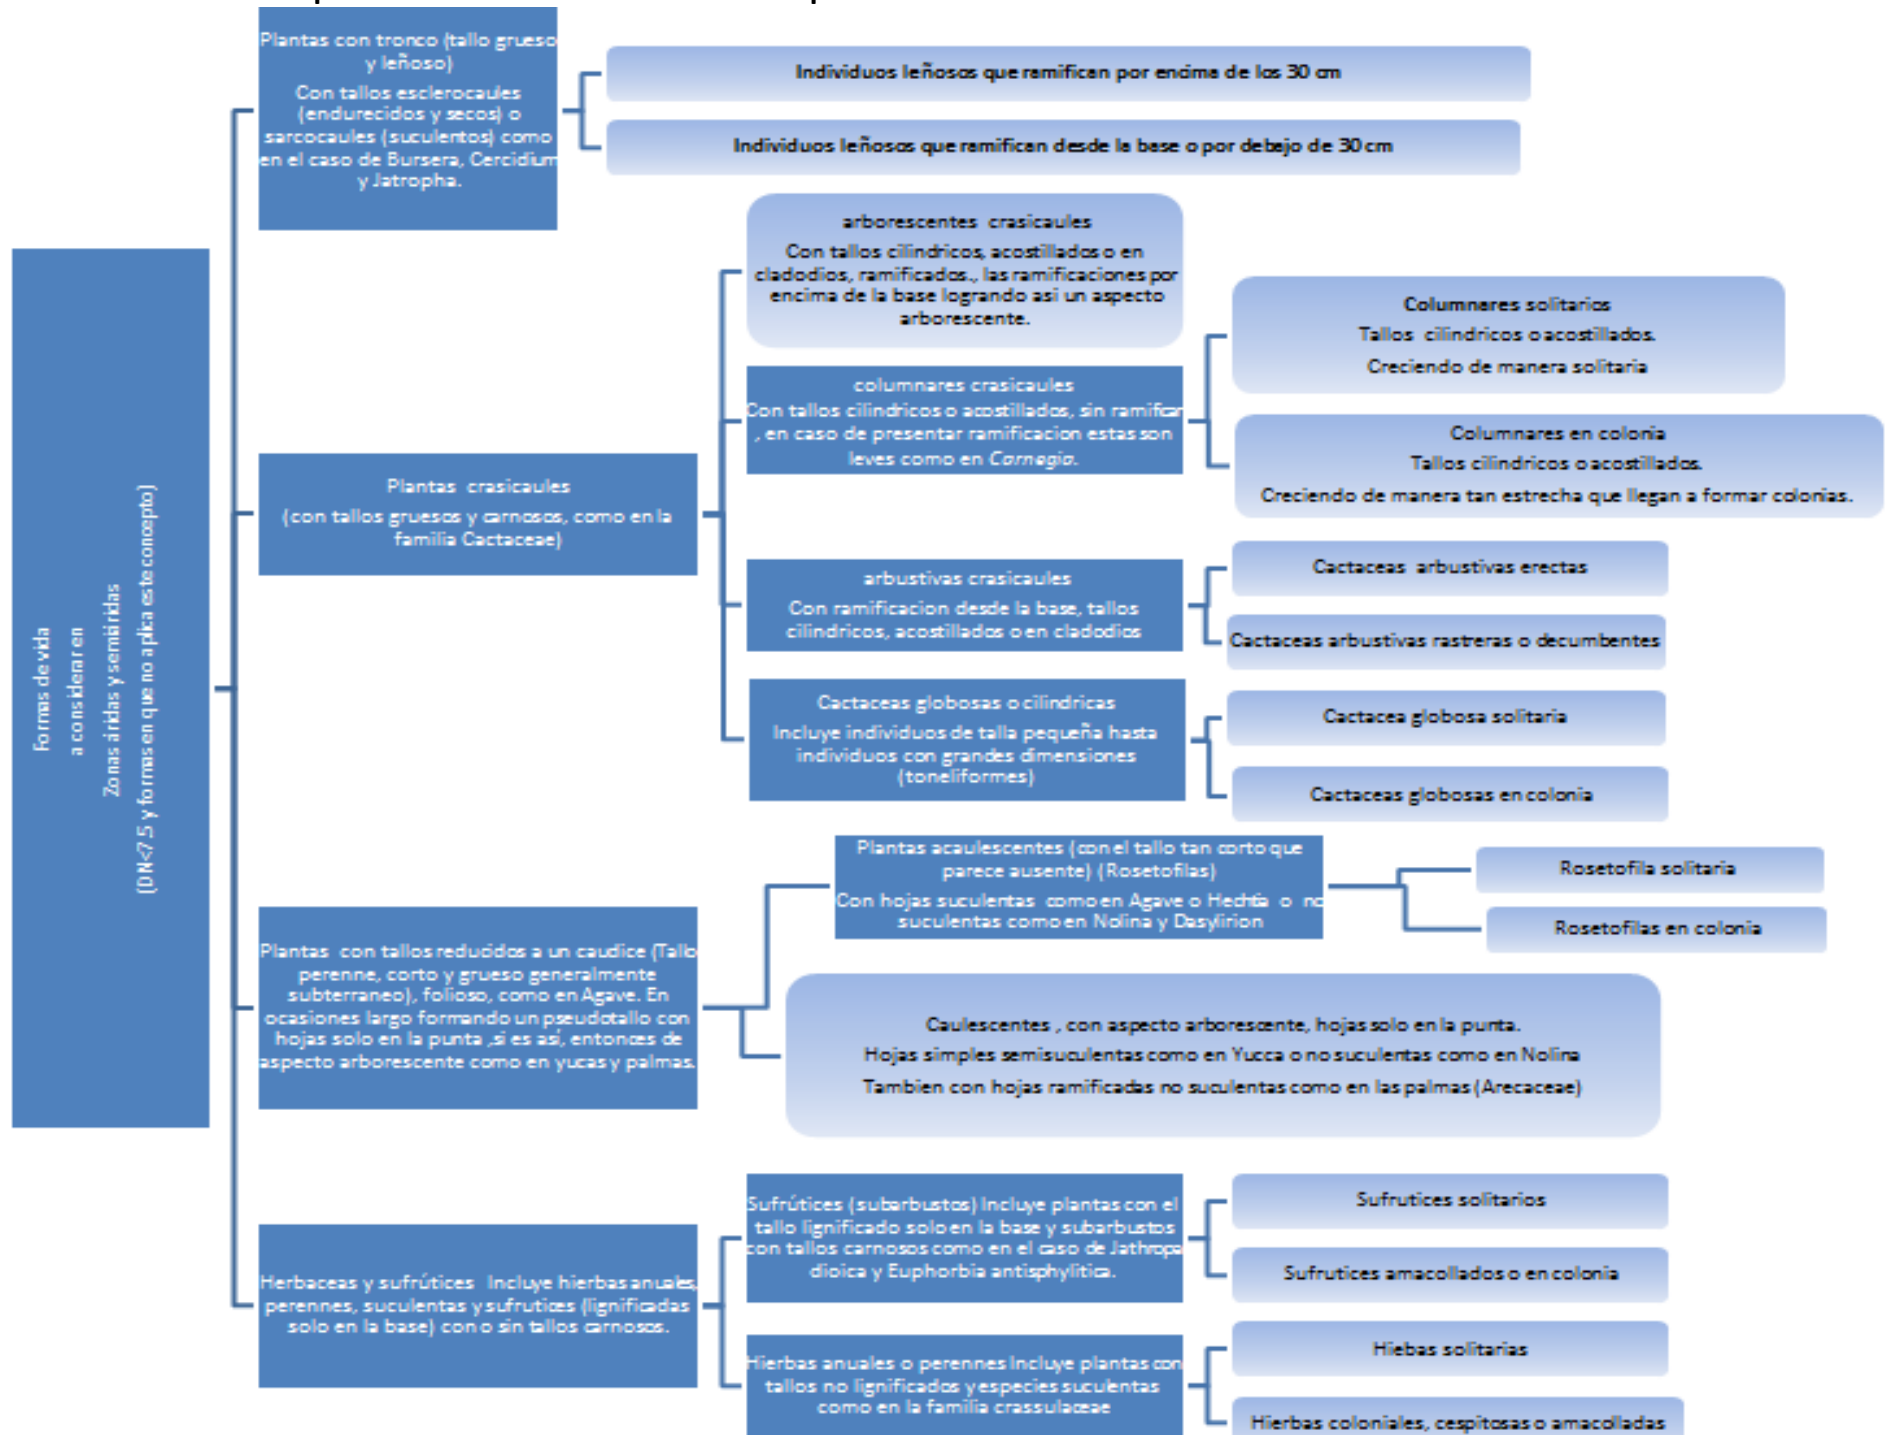 Formas de vida
a considerar en
Zonas áridas y semiáridas
(DN<7.5 y formas en que no aplica este concepto)
Plantas con tronco (tallo grueso
y leñoso)
Con tallos esclerocaules
(endurecidos y secos) o
sarcocaules (suculentos) como
en el caso de Bursera, Cercidium
y Jatropha.
Individuos leñosos que ramifican por encima de los 30 cm
Individuos leñosos que ramifican desde la base o por debajo de 30 cm
Plantas crasicaules
(con tallos gruesos y carnosos, como en la
familia Cactaceae)
arborescentes crasicaules
Con tallos cilindricos, acostillados o en
cladodios, ramificados., las ramificaciones por
encima de la base logrando asi un aspecto
arborescente.
columnares crasicaules
Con tallos cilindricos o acostillados, sin ramificar
, en caso de presentar ramificacion estas son
leves como en Carnegia.
Columnares solitarios
Tallos cilindricos o acostillados.
Creciendo de manera solitaria
Columnares en colonia
Tallos cilindricos o acostillados.
Creciendo de manera tan estrecha que llegan a formar colonias.
arbustivas crasicaules
Con ramificacion desde la base, tallos
cilindricos, acostillados o en cladodios
Cactaceas arbustivas erectas
Cactaceas arbustivas rastreras o decumbentes
Cactaceas globosas o cilindricas
Incluye individuos de talla pequeña hasta
individuos con grandes dimensiones
(toneliformes)
Cactacea globosa solitaria
Cactaceas globosas en colonia
Plantas con tallos reducidos a un caudice (Tallo
perenne, corto y grueso generalmente
subterraneo), folioso, como en Agave. En
ocasiones largo formando un pseudotallo con
hojas solo en la punta ,si es así, entonces de
aspecto arborescente como en yucas y palmas.
Plantas acaulescentes (con el tallo tan corto que
parece ausente) (Rosetofilas)
Con hojas suculentas como en Agave o Hechtia o no
suculentas como en Nolina y Dasylirion
Rosetofila solitaria
Rosetofilas en colonia
Caulescentes , con aspecto arborescente, hojas solo en la punta.
Hojas simples semisuculentas como en Yucca o no suculentas como en Nolina
Tambien con hojas ramificadas no suculentas como en las palmas (Arecaceae)
Herbaceas y sufrútices Incluye hierbas anuales,
perennes, suculentas y sufrutices (lignificadas
solo en la base) con o sin tallos carnosos.
Sufrútices (subarbustos) Incluye plantas con el
tallo lignificado solo en la base y subarbustos
con tallos carnosos como en el caso de Jathropa
dioica y Euphorbia antisphylitica.
Sufrutices solitarios
Sufrutices amacollados o en colonia
Hierbas anuales o perennes Incluye plantas con
tallos no lignificados y especies suculentas
como en la familia crassulaceae
Hiebas solitarias
Hierbas coloniales, cespitosas o amacolladas